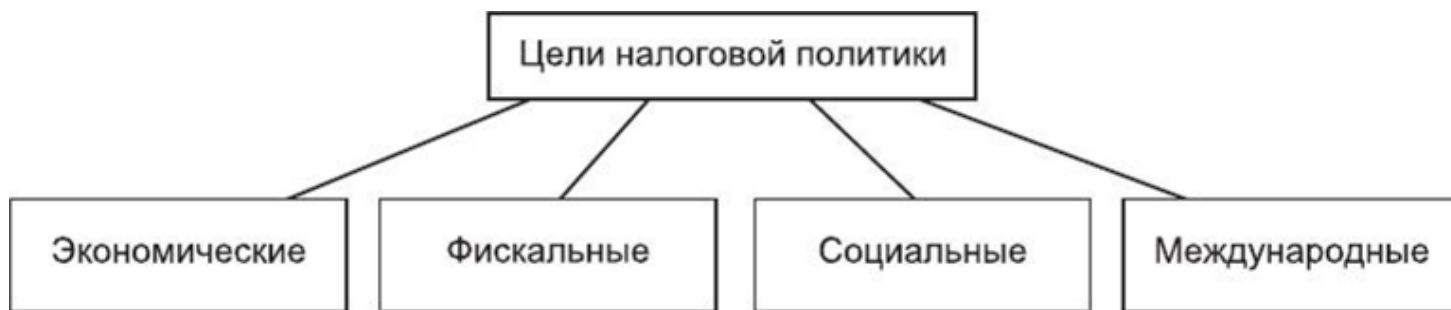 Цели налоговой политики
Экономические
Фискальные
Социальные
Международные